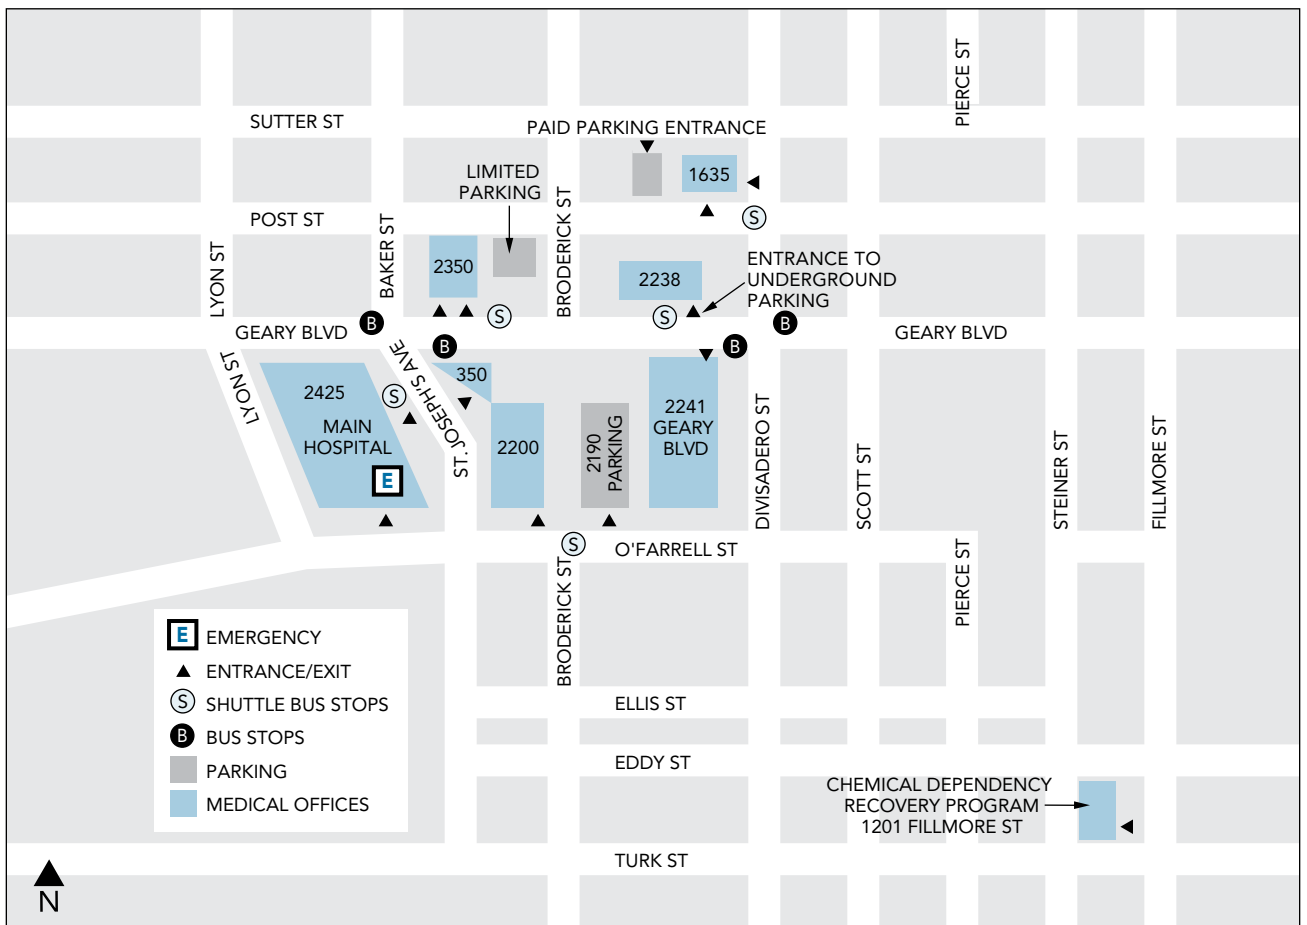 PIERCE ST
SUTTER ST
PAID PARKING ENTRANCE
LIMITED
PARKING
1635
POST ST
S
LYON ST
BAKER ST
BRODERICK ST
2350
2238
ENTRANCE TO
UNDERGROUND
PARKING
S
S
B
B
GEARY BLVD
GEARY BLVD
B
B
LYON ST
ST. JOSEPH'S AVE
350
2425
MAIN
HOSPITAL
S
E
2200
2190
PARKING
2241
GEARY
BLVD
DIVISADERO ST
SCOTT ST
STEINER ST
FILLMORE ST
S
O'FARRELL ST
BRODERICK ST
PIERCE ST
E EMERGENCY
ENTRANCE/EXIT
S SHUTTLE BUS STOPS
B BUS STOPS
PARKING
MEDICAL OFFICES
ELLIS ST
EDDY ST
CHEMICAL DEPENDENCY
RECOVERY PROGRAM
1201 FILLMORE ST
TURK ST
N